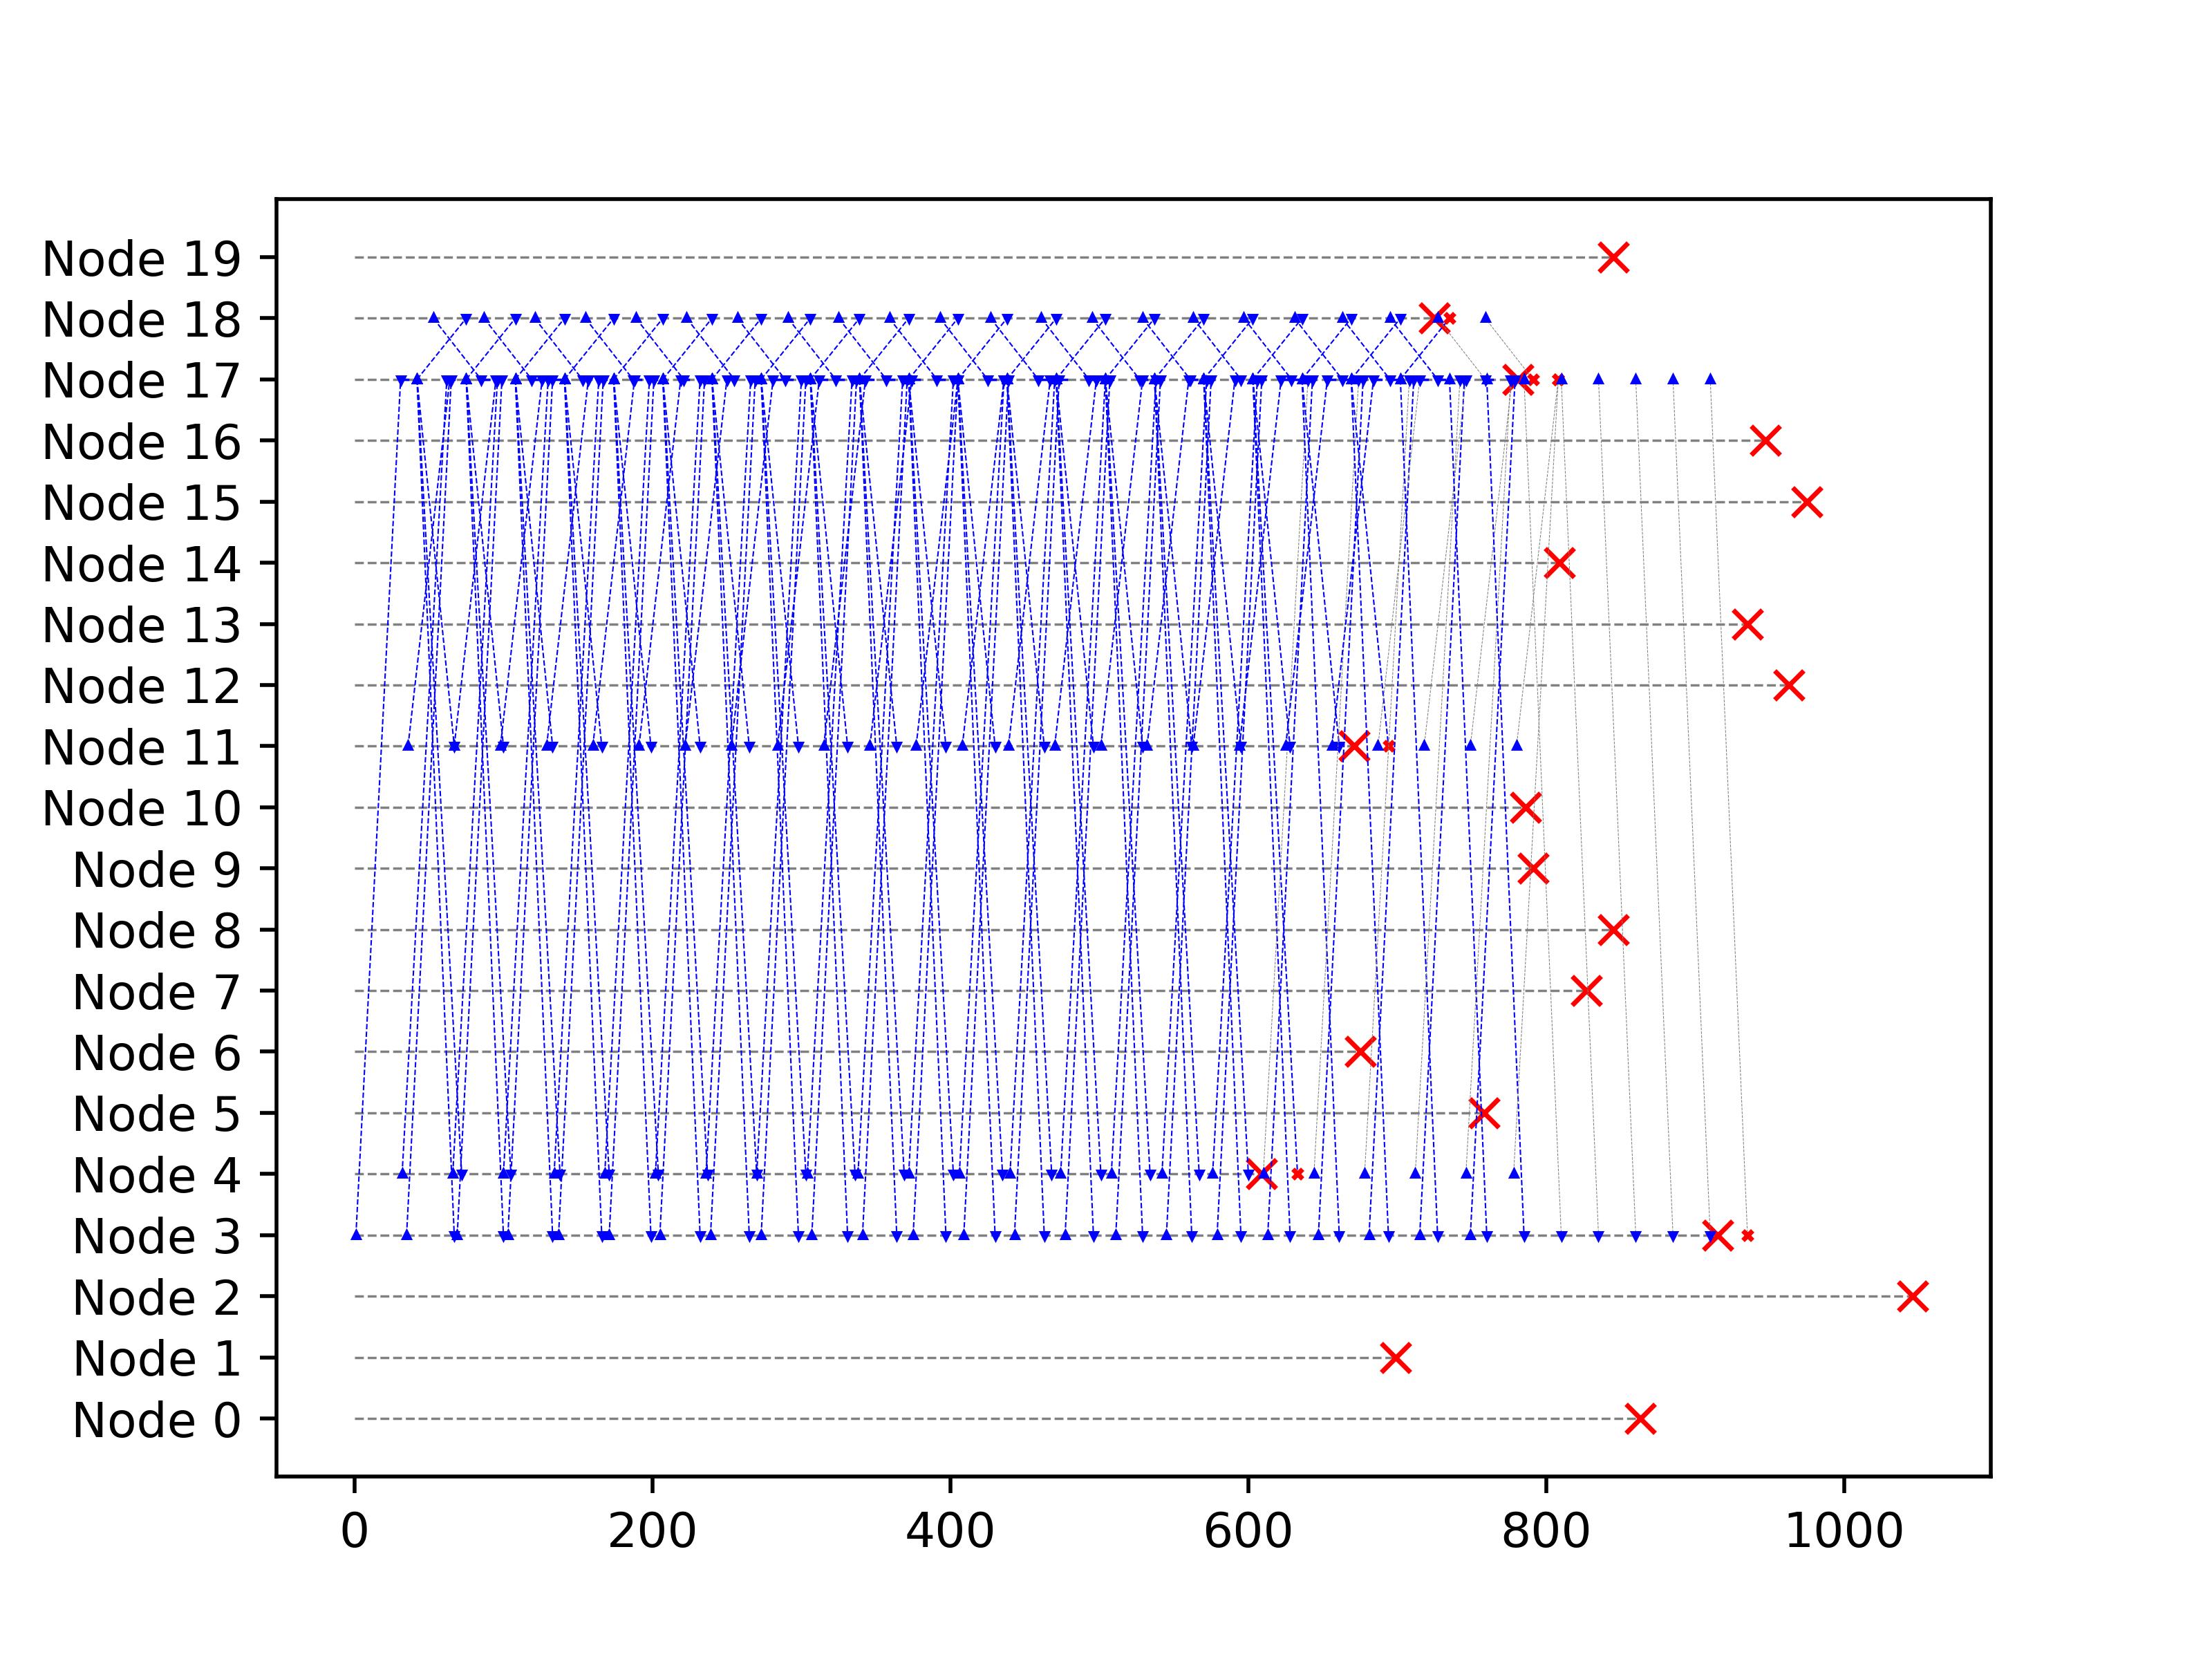 Node 19
Node 18
Node 17
Node 16
Node 15
Node 14
Node 13
Node 12
Node 11
Node 10
Node 9
Node 8
Node 7
Node 6
Node 5
Node 4
Node 3
Node 2
Node 1
Node 0
0 200 400 600 800 1000